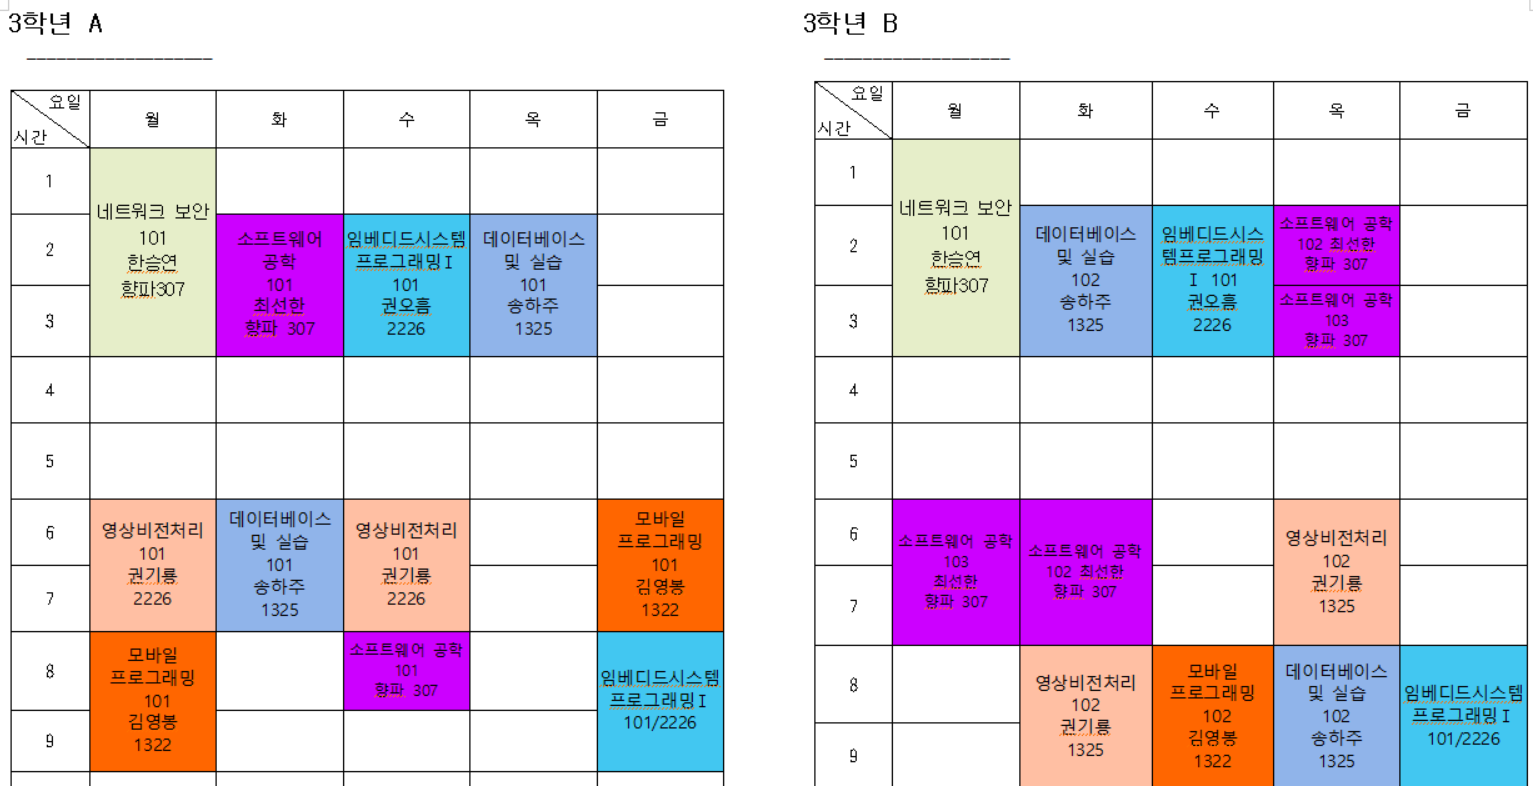 3학년 A
요일
시간
월
화
수
목
금
1
네트워크 보안
101
한승연
향파307
2
소프트웨어
공학
101
최선한
향파 307
임베디드시스템
프로그래밍Ⅰ
101
권오흠
2226
데이터베이스
및 실습
101
송하주
1325
3
4
5
6
영상비전처리
101
권기룡
2226
데이터베이스
및 실습
101
송하주
1325
영상비전처리
101
권기룡
2226
모바일
프로그래밍
101
김영봉
1322
7
8
모바일
프로그래밍
101
김영봉
1322
소프트웨어 공학
101
향파 307
임베디드시스템
프로그래밍Ⅰ
101/2226
9
3학년 B
요일
시간
월
화
수
목
금
1
네트워크 보안
101
한승연
향파307
2
데이터베이스
및 실습
102
송하주
1325
임베디드시스
템프로그래밍
Ⅰ 101
권오흠
2226
소프트웨어 공학
102 최선한
향파 307
3
소프트웨어 공학
103
향파 307
4
5
6
소프트웨어 공학
103
최선한
향파 307
소프트웨어 공학
102 최선한
향파 307
영상비전처리
102
권기룡
1325
7
8
영상비전처리
102
권기룡
1325
모바일
프로그래밍
102
김영봉
1322
데이터베이스
및 실습
102
송하주
1325
임베디드시스템
프로그래밍Ⅰ
101/2226
9